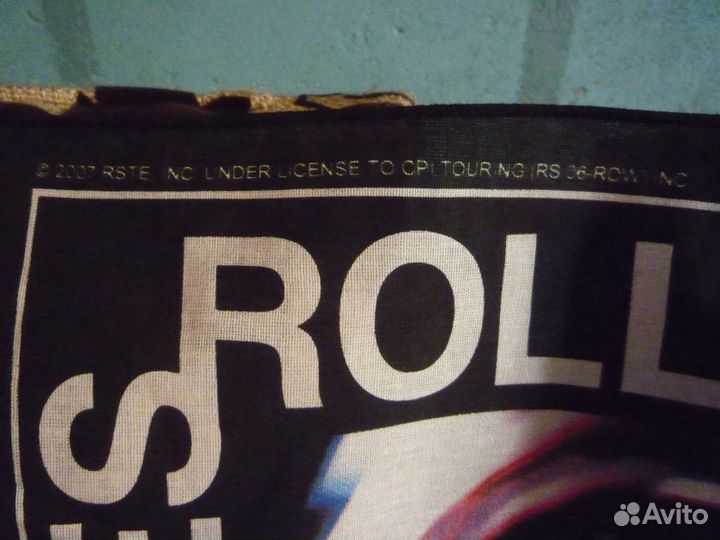 © 2007 RSTE INC. UNDER LICENSE TO CPI TOURING (RS 06-ROW) INC
ROLL
S
Avito